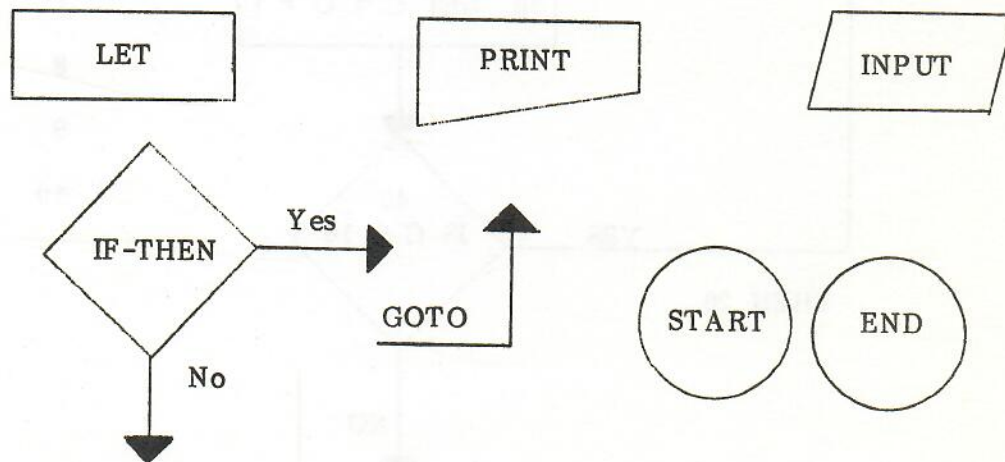 LET
PRINT
INPUT
IF-THEN
Yes
GOTO
START
END
No